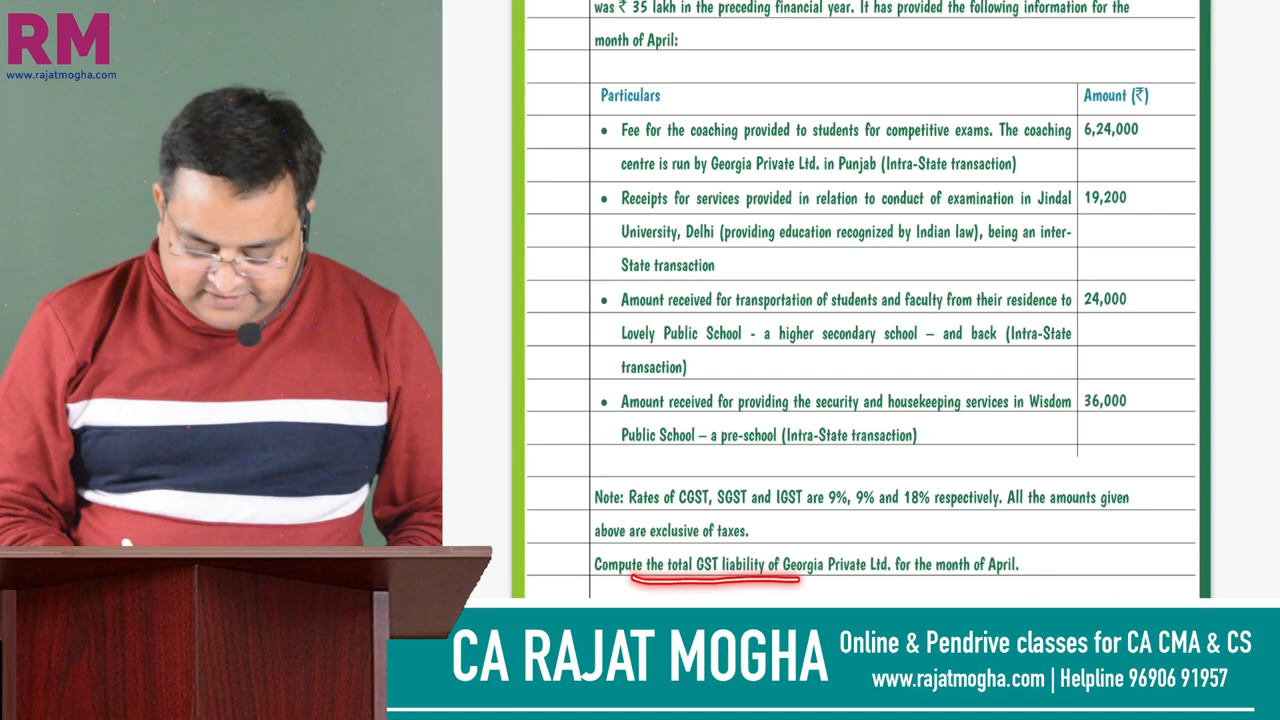 RM
www.rajatmogha.com
was ₹ 35 lakh in the preceding financial year. It has provided the following information for the
month of April:
Particulars Amount (₹)
• Fee for the coaching provided to students for competitive exams. The coaching 6,24,000
centre is run by Georgia Private Ltd. in Punjab (Intra-State transaction)
• Receipts for services provided in relation to conduct of examination in Jindal 19,200
University, Delhi (providing education recognized by Indian law), being an inter-
State transaction
• Amount received for transportation of students and faculty from their residence to 24,000
Lovely Public School - a higher secondary school – and back (Intra-State
transaction)
• Amount received for providing the security and housekeeping services in Wisdom 36,000
Public School – a pre-school (Intra-State transaction)
Note: Rates of CGST, SGST and IGST are 9%, 9% and 18% respectively. All the amounts given
above are exclusive of taxes.
Compute the total GST liability of Georgia Private Ltd. for the month of April.
CA RAJAT MOGHA
Online & Pendrive classes for CA CMA & CS
www.rajatmogha.com | Helpline 96906 91957